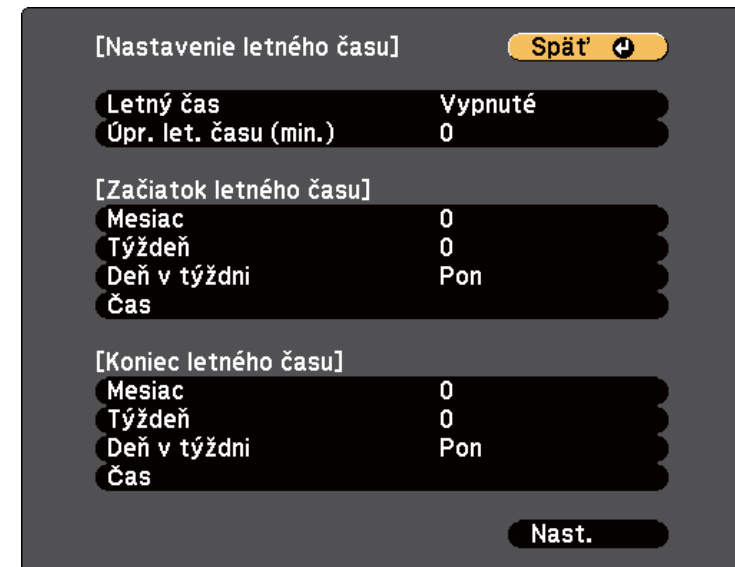 [Nastavenie letného času] Späť
Letný čas Vypnuté
Úpr. let. času (min.) 0
[Začiatok letného času]
Mesiac 0
Týždeň 0
Deň v týždni Pon
Čas
[Koniec letného času]
Mesiac 0
Týždeň 0
Deň v týždni Pon
Čas
Nast.